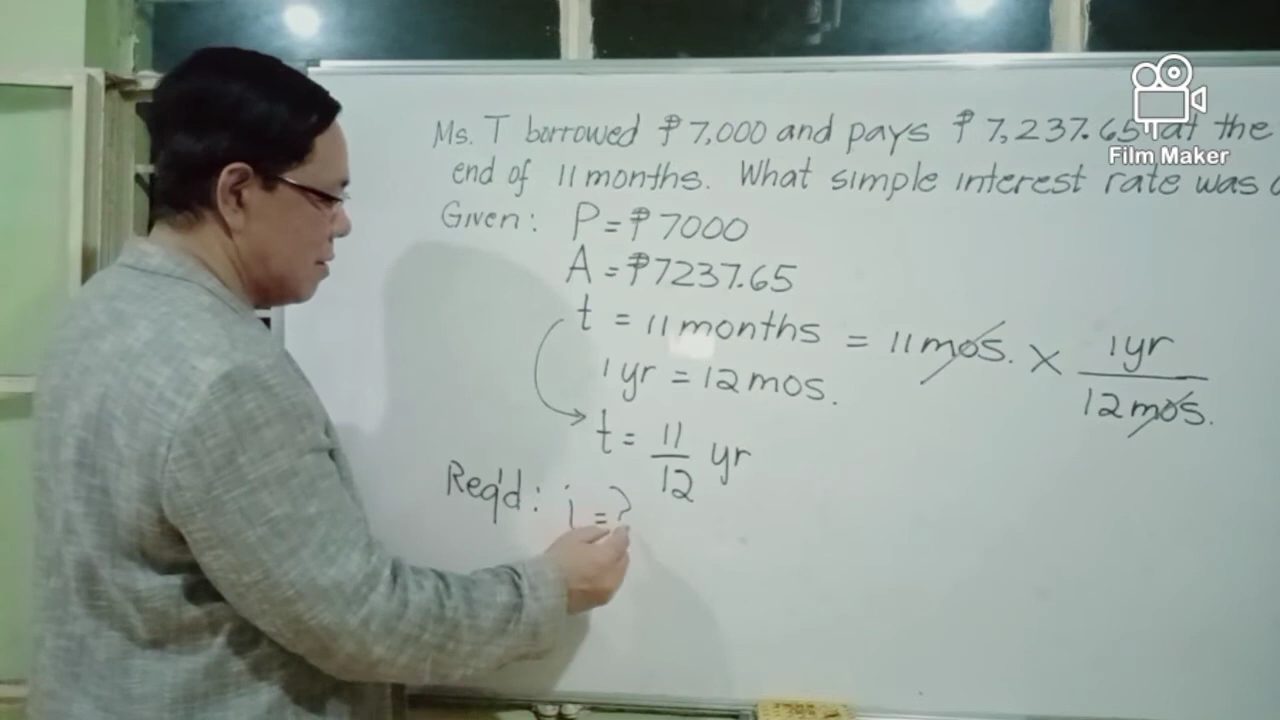 Ms. T borrowed ₱7,000 and pays ₱7,237.65 at the
end of 11 months. What simple interest rate was
Given: P = ₱7000
A = ₱7237.65
t = 11 months = 11 mos. × 1yr / 12 mos.
1 yr = 12 mos.
t = 11/12 yr
Req'd: i = ?
Film Maker